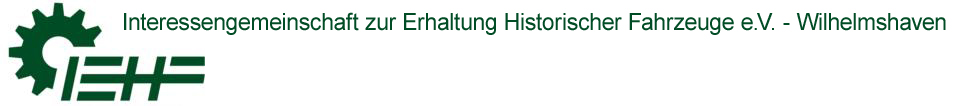 Interessengemeinschaft zur Erhaltung Historischer Fahrzeuge e.V. - Wilhelmshaven
IEHF